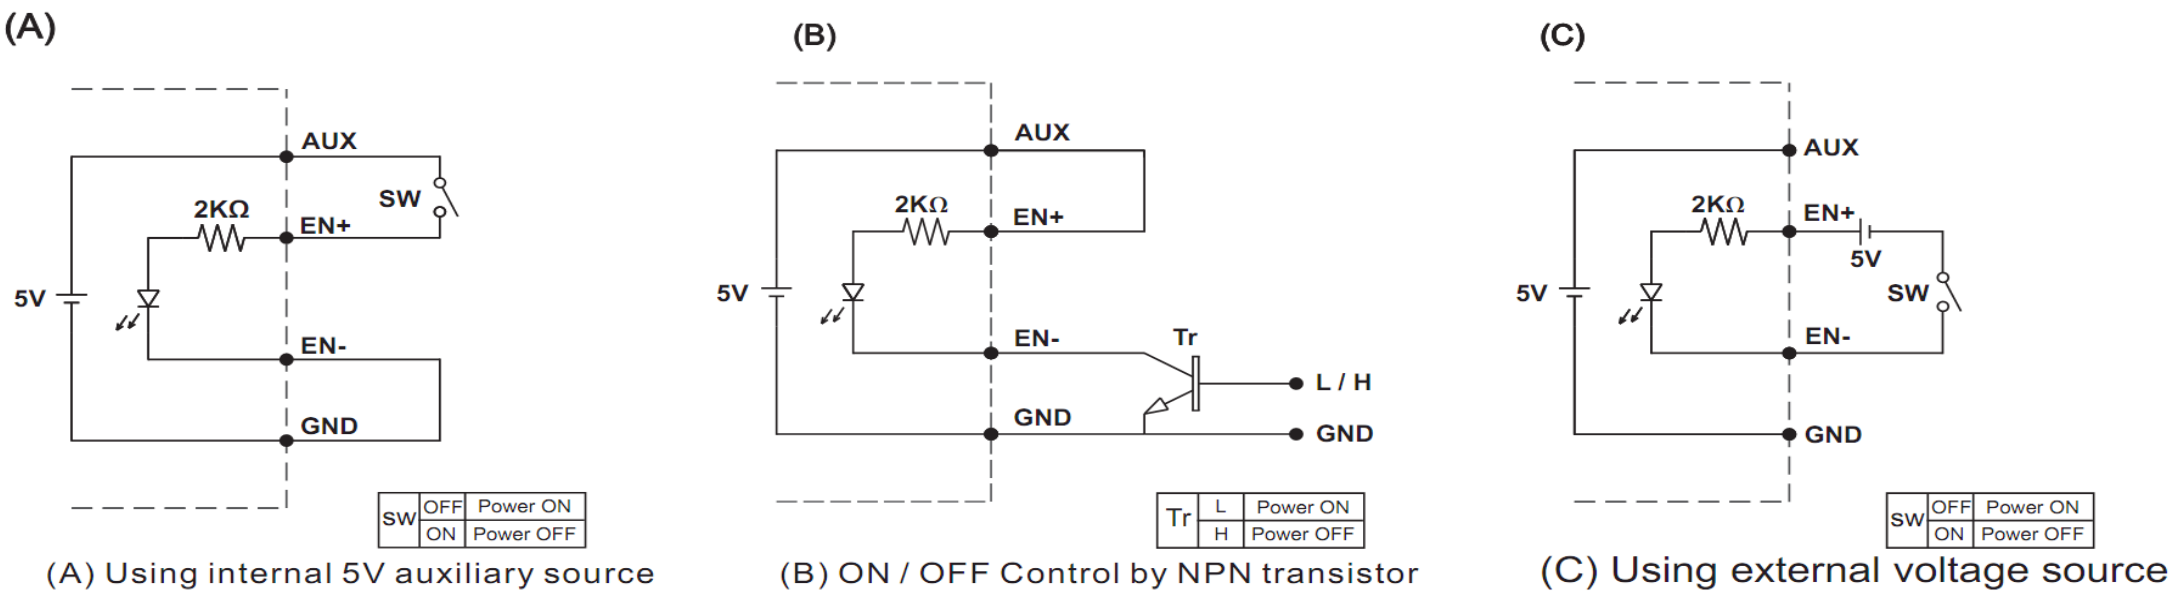 (A)
AUX
SW
2KΩ
EN+
5V
EN-
GND
SW OFF Power ON
ON Power OFF
(A) Using internal 5V auxiliary source
(B)
AUX
2KΩ
EN+
5V
EN-
Tr
L / H
GND
GND
Tr L Power ON
H Power OFF
(B) ON / OFF Control by NPN transistor
(C)
AUX
2KΩ
EN+
5V
5V
SW
EN-
GND
SW OFF Power ON
ON Power OFF
(C) Using external voltage source